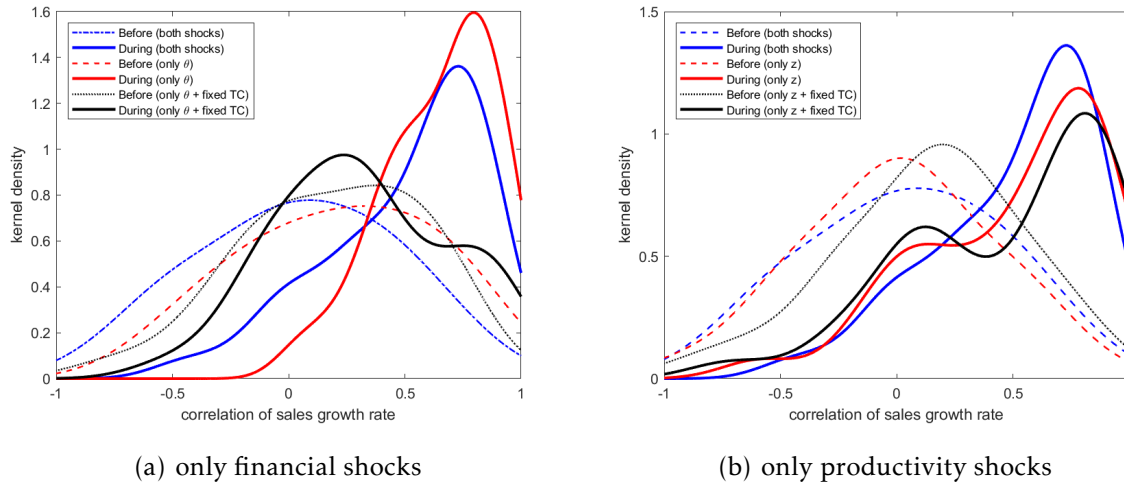 1.6
1.4
1.2
1
0.8
0.6
0.4
0.2
0
kernel density
Before (both shocks)
During (both shocks)
Before (only θ)
During (only θ)
Before (only θ + fixed TC)
During (only θ + fixed TC)
-1 -0.5 0 0.5 1
correlation of sales growth rate
(a) only financial shocks
1.5
1
0.5
0
kernel density
Before (both shocks)
During (both shocks)
Before (only z)
During (only z)
Before (only z + fixed TC)
During (only z + fixed TC)
-1 -0.5 0 0.5
correlation of sales growth rate
(b) only productivity shocks